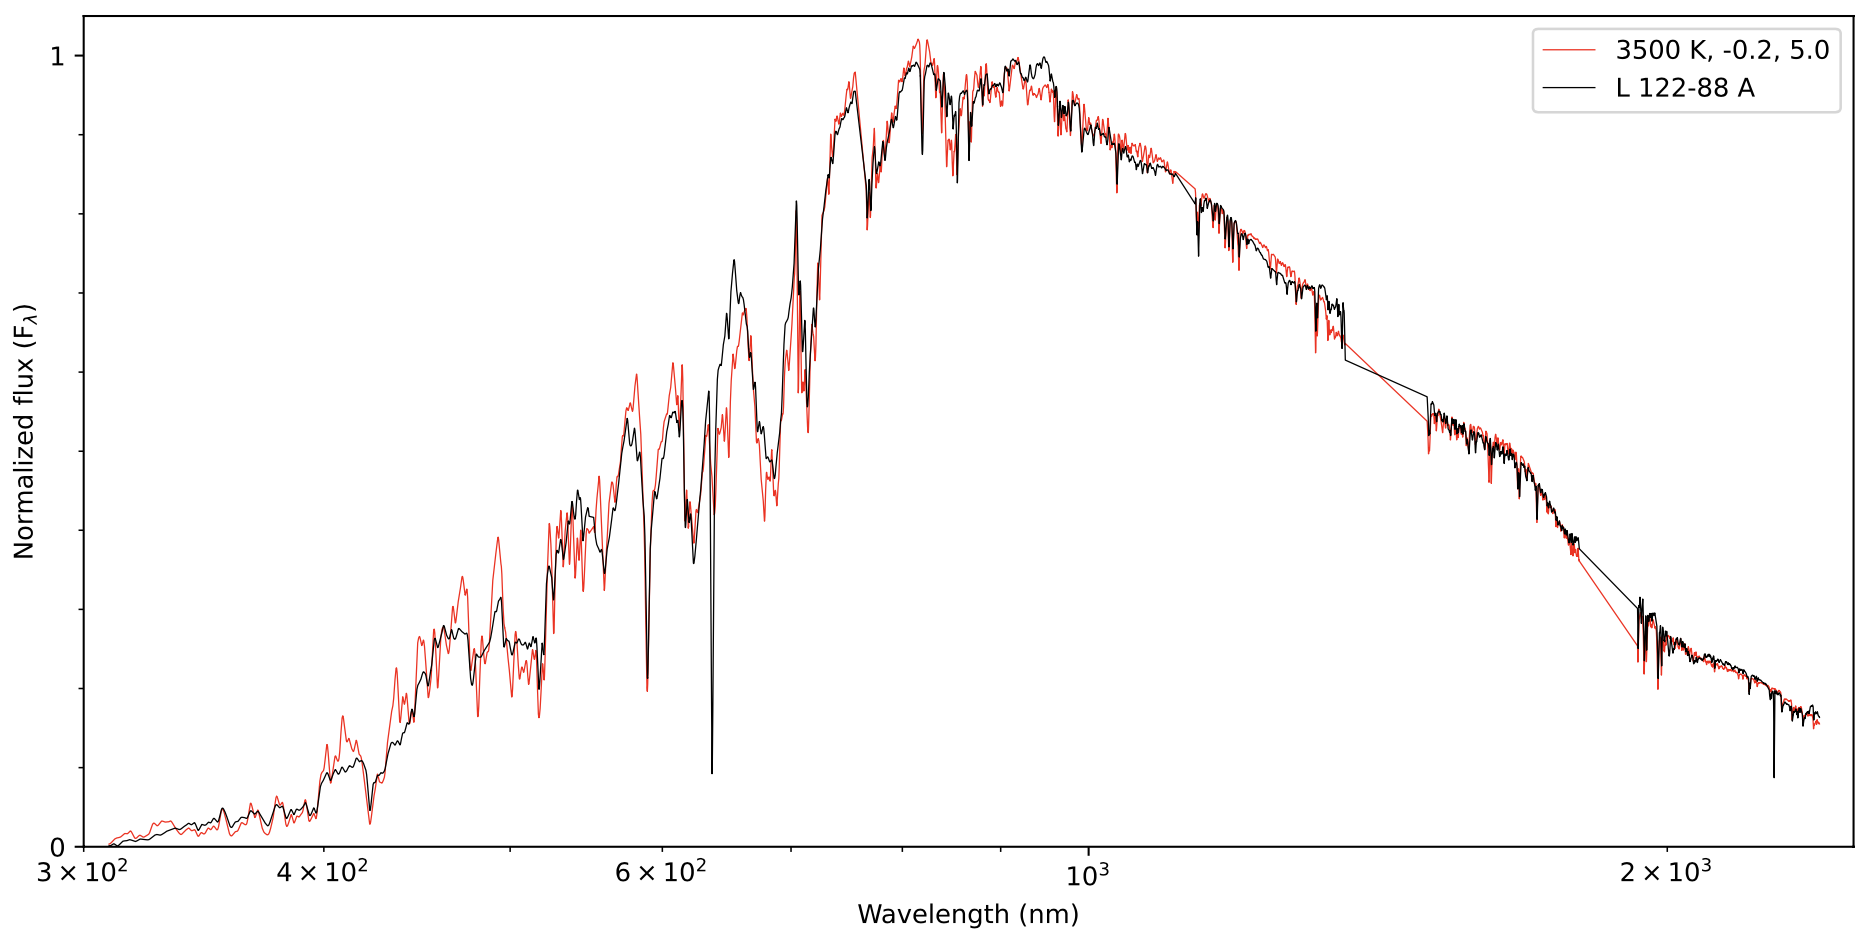 1
0
Normalized flux (Fλ)
3500 K, -0.2, 5.0
L 122-88 A
3 × 10² 4 × 10² 6 × 10² 10³ 2 × 10³
Wavelength (nm)